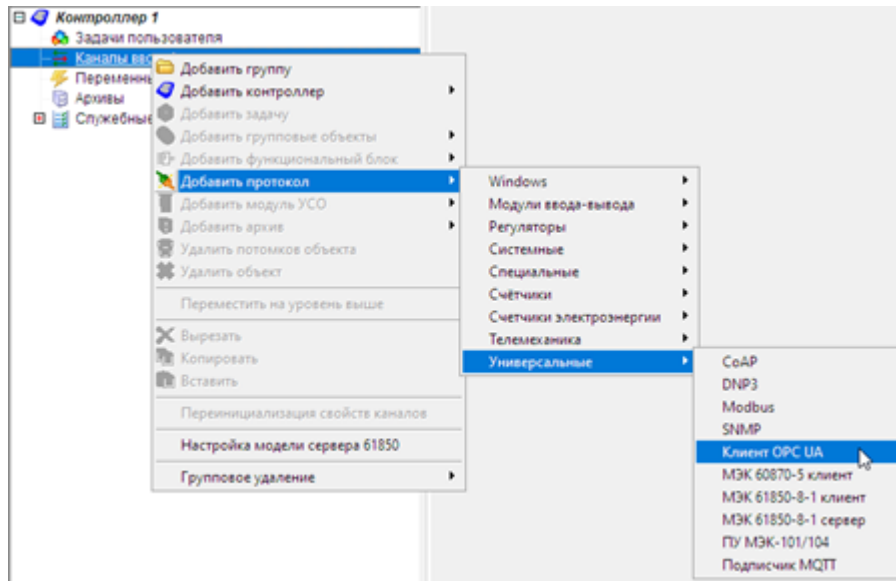 Контроллер 1
Задачи пользователя
Каналы
Переменны
Архивы
Служебные
Добавить группу
Добавить контроллер
Добавить задачу
Добавить групповые объекты
Добавить функциональный блок
Добавить протокол
Добавить модуль УСО
Добавить архив
Удалить потомков объекта
Удалить объект
Переместить на уровень выше
Вырезать
Копировать
Вставить
Переинициализация свойств каналов
Настройка модели сервера 61850
Групповое удаление
Windows
Модули ввода-вывода
Регуляторы
Системные
Специальные
Счётчики
Счетчики электроэнергии
Телемеханика
Универсальные
CoAP
DNP3
Modbus
SNMP
Клиент OPC UA
МЭК 60870-5 клиент
МЭК 61850-8-1 клиент
МЭК 61850-8-1 сервер
ПУ МЭК-101/104
Подписчик MQTT